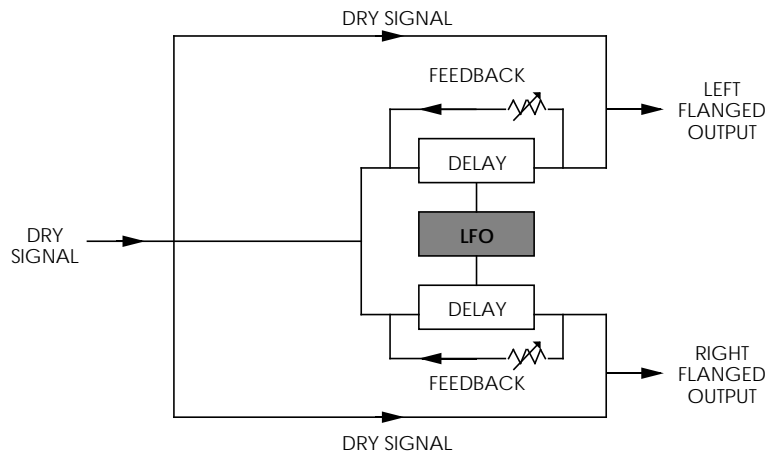 DRY SIGNAL
FEEDBACK
LEFT
FLANGED
OUTPUT
DELAY
LFO
DRY
SIGNAL
DELAY
FEEDBACK
RIGHT
FLANGED
OUTPUT
DRY SIGNAL